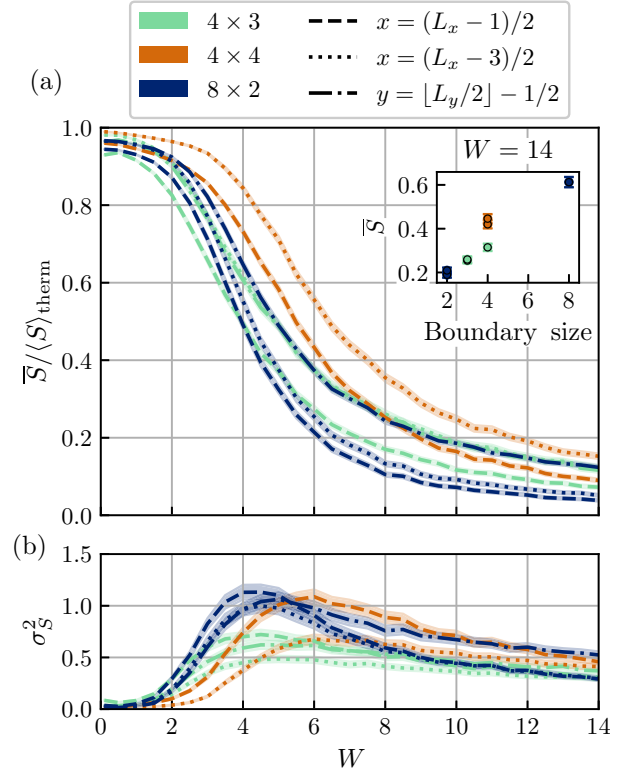 4 × 3
4 × 4
8 × 2
x = (L_x − 1)/2
x = (L_x − 3)/2
y = ⌊L_y/2⌋ − 1/2
(a)
1.0
0.8
0.6
0.4
0.2
0.0
S̅/⟨S⟩_therm
W = 14
S̅
0.6
0.4
0.2
2 4 6 8
Boundary size
(b)
1.5
1.0
0.5
0.0
σ²_S
0 2 4 6 8 10 12 14
W